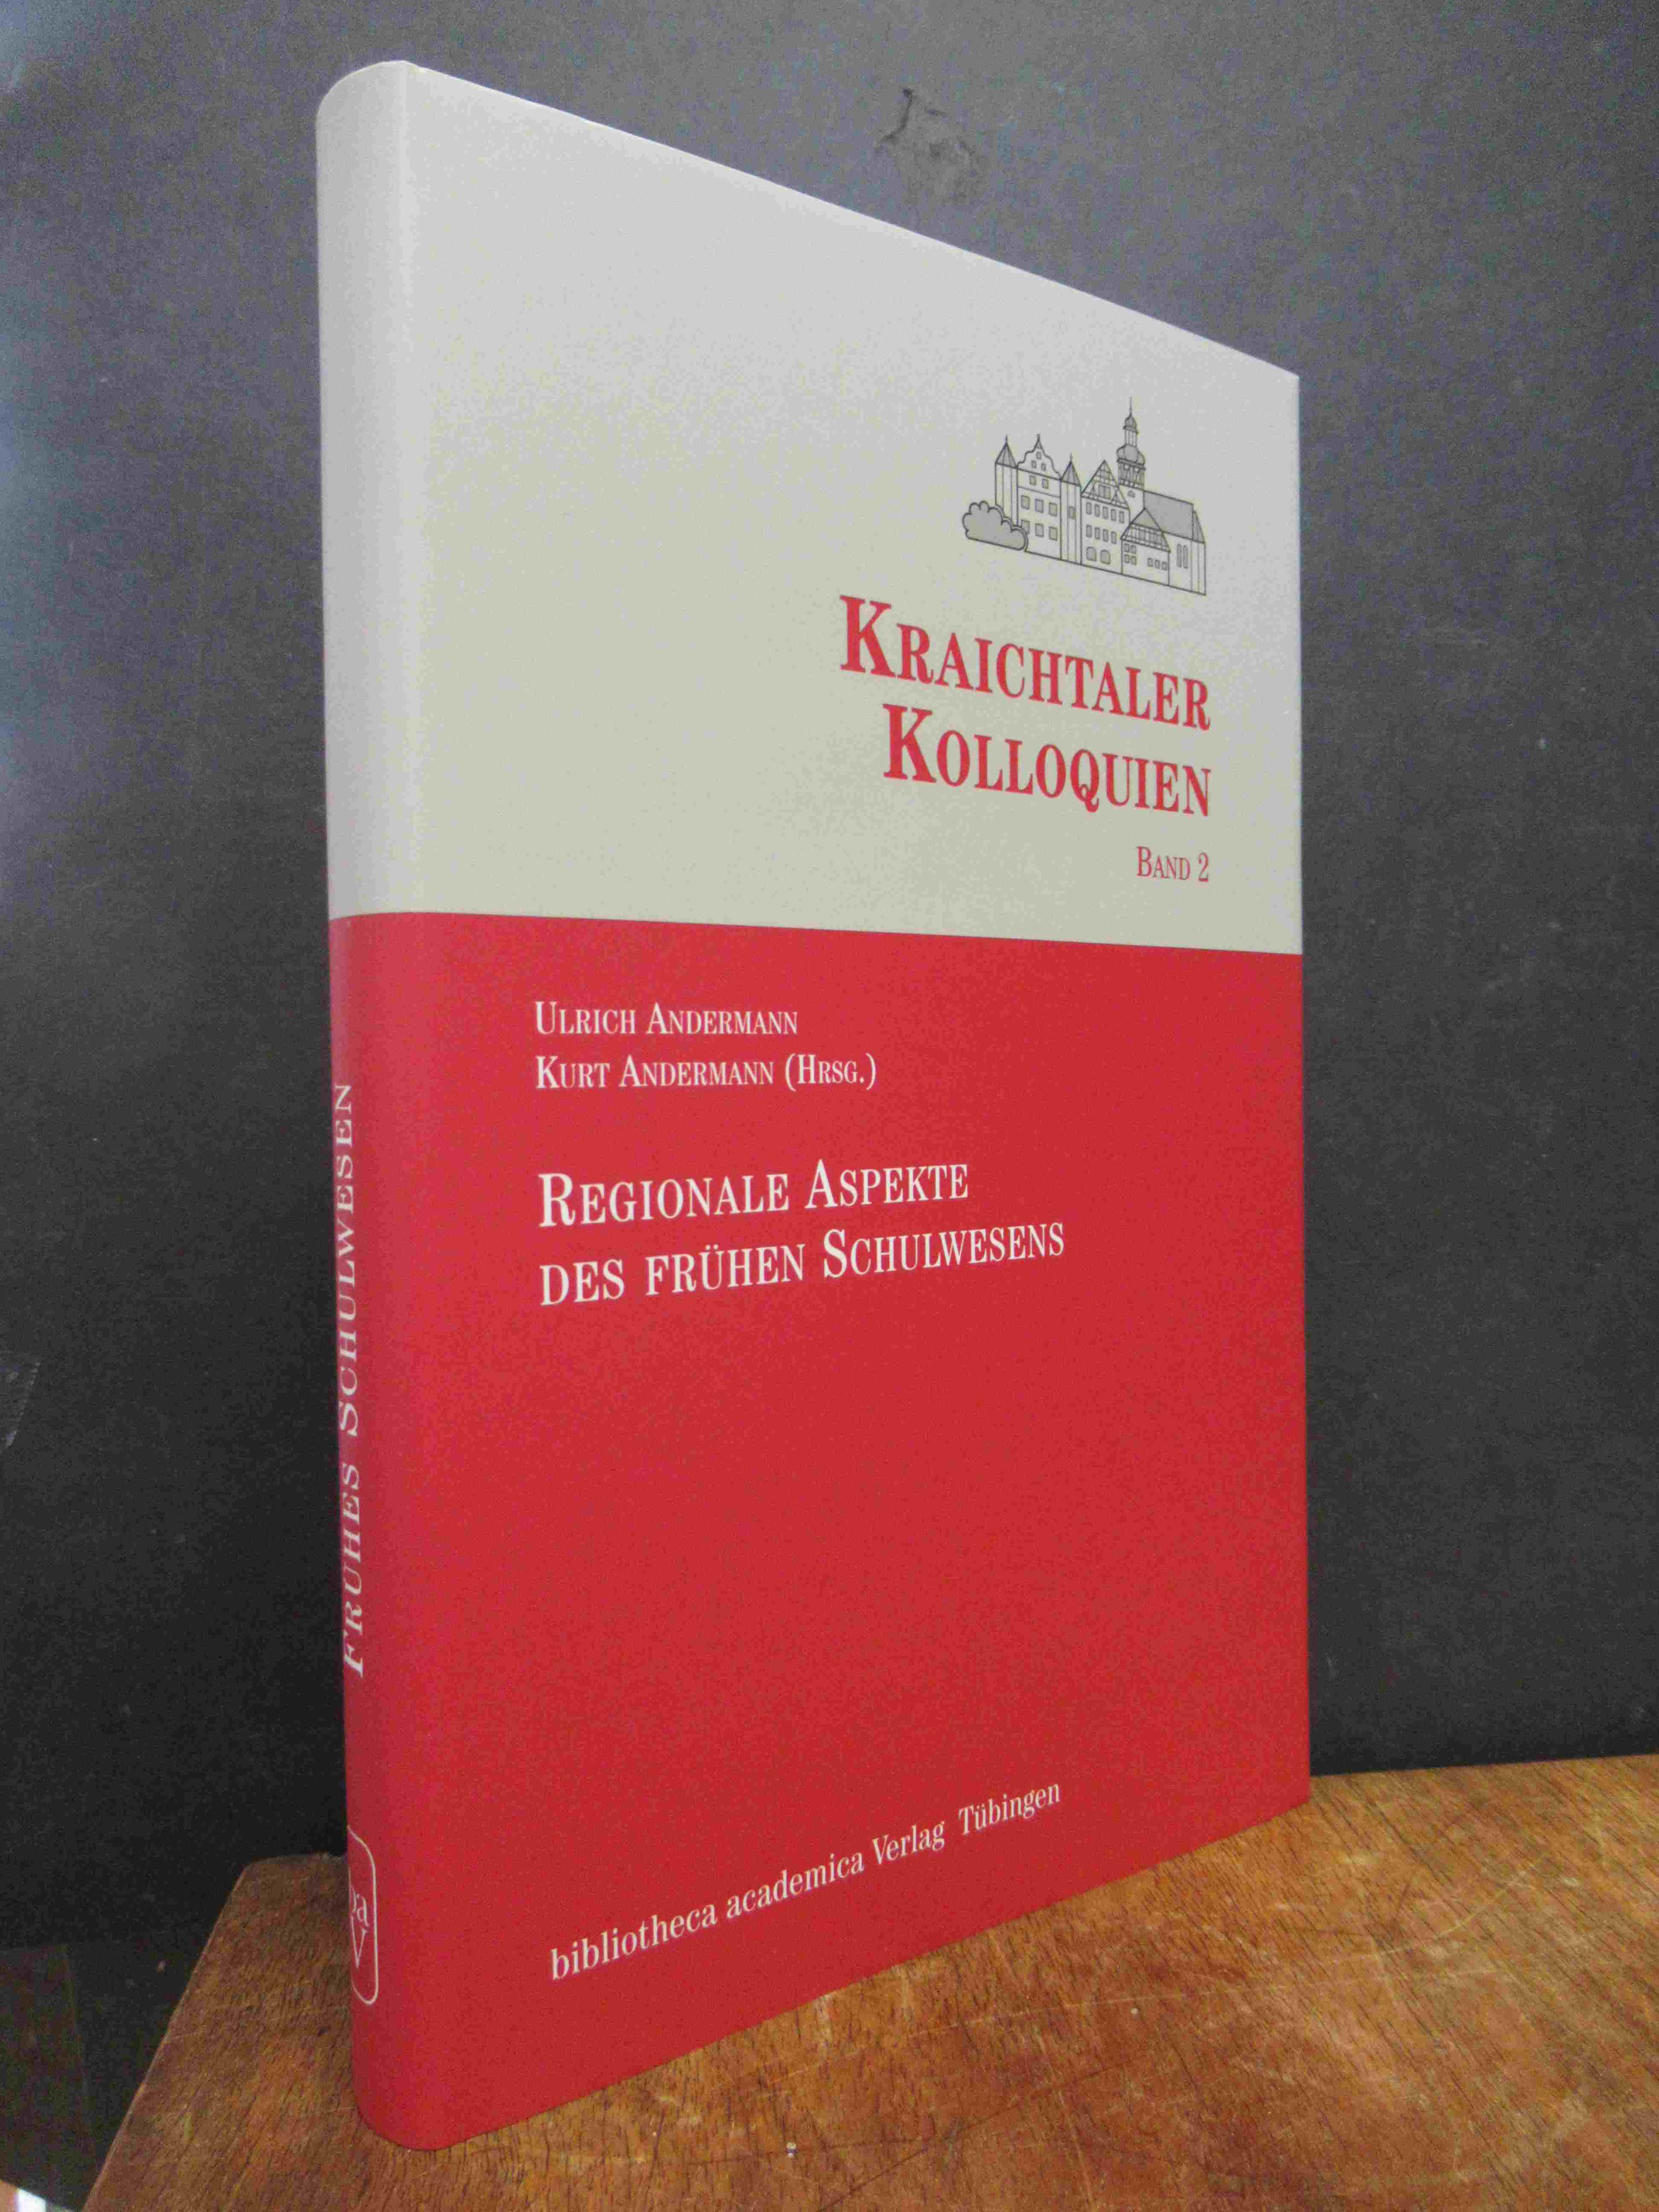 KRAICHTALER
KOLLOQUIEN
BAND 2
ULRICH ANDERMANN
KURT ANDERMANN (HRSG.)
REGIONALE ASPEKTE
DES FRÜHEN SCHULWESENS
bibliotheca academica Verlag Tübingen
FRÜHES SCHULWESEN
ba
V